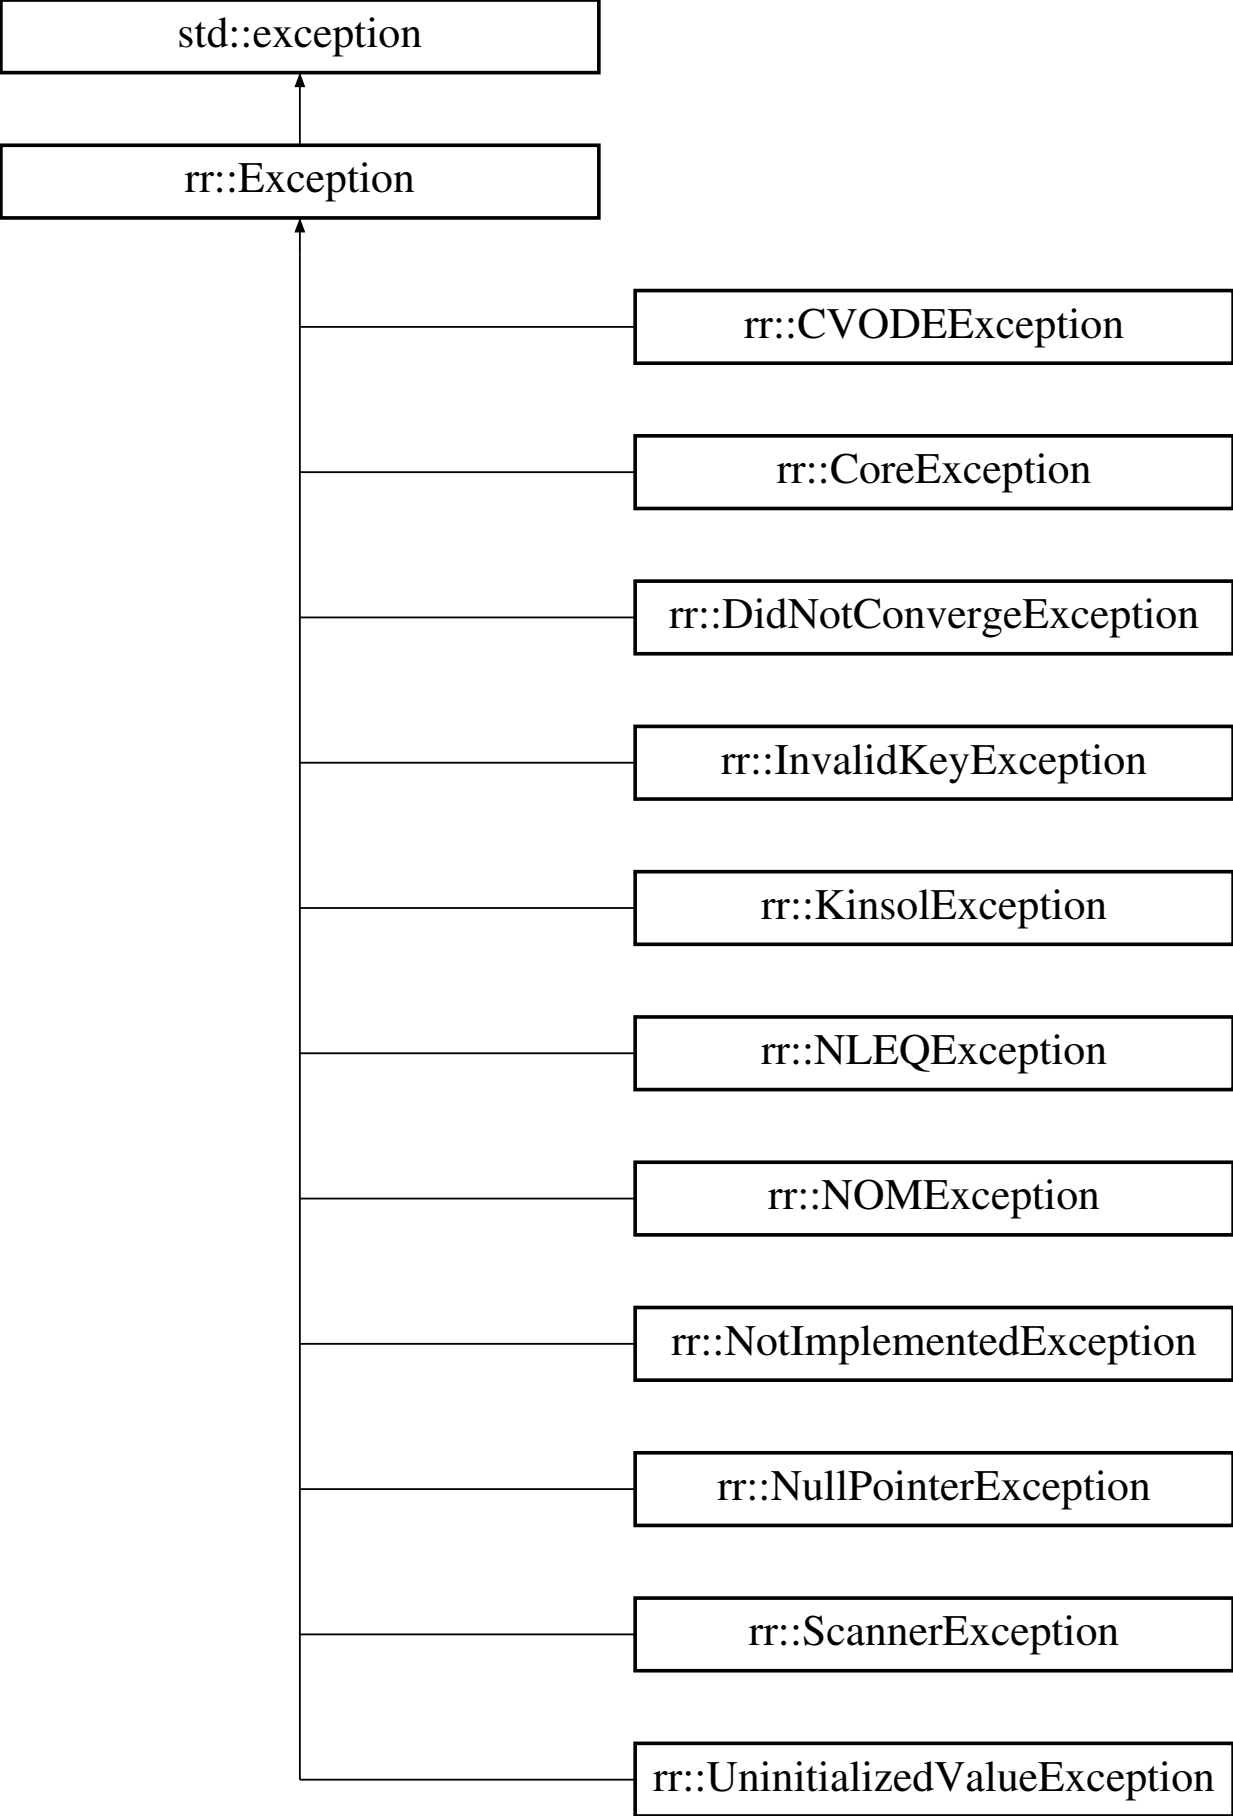 std::exception
rr::Exception
rr::CVODEException
rr::CoreException
rr::DidNotConvergeException
rr::InvalidKeyException
rr::KinsolException
rr::NLEQException
rr::NOMException
rr::NotImplementedException
rr::NullPointerException
rr::ScannerException
rr::UninitializedValueException